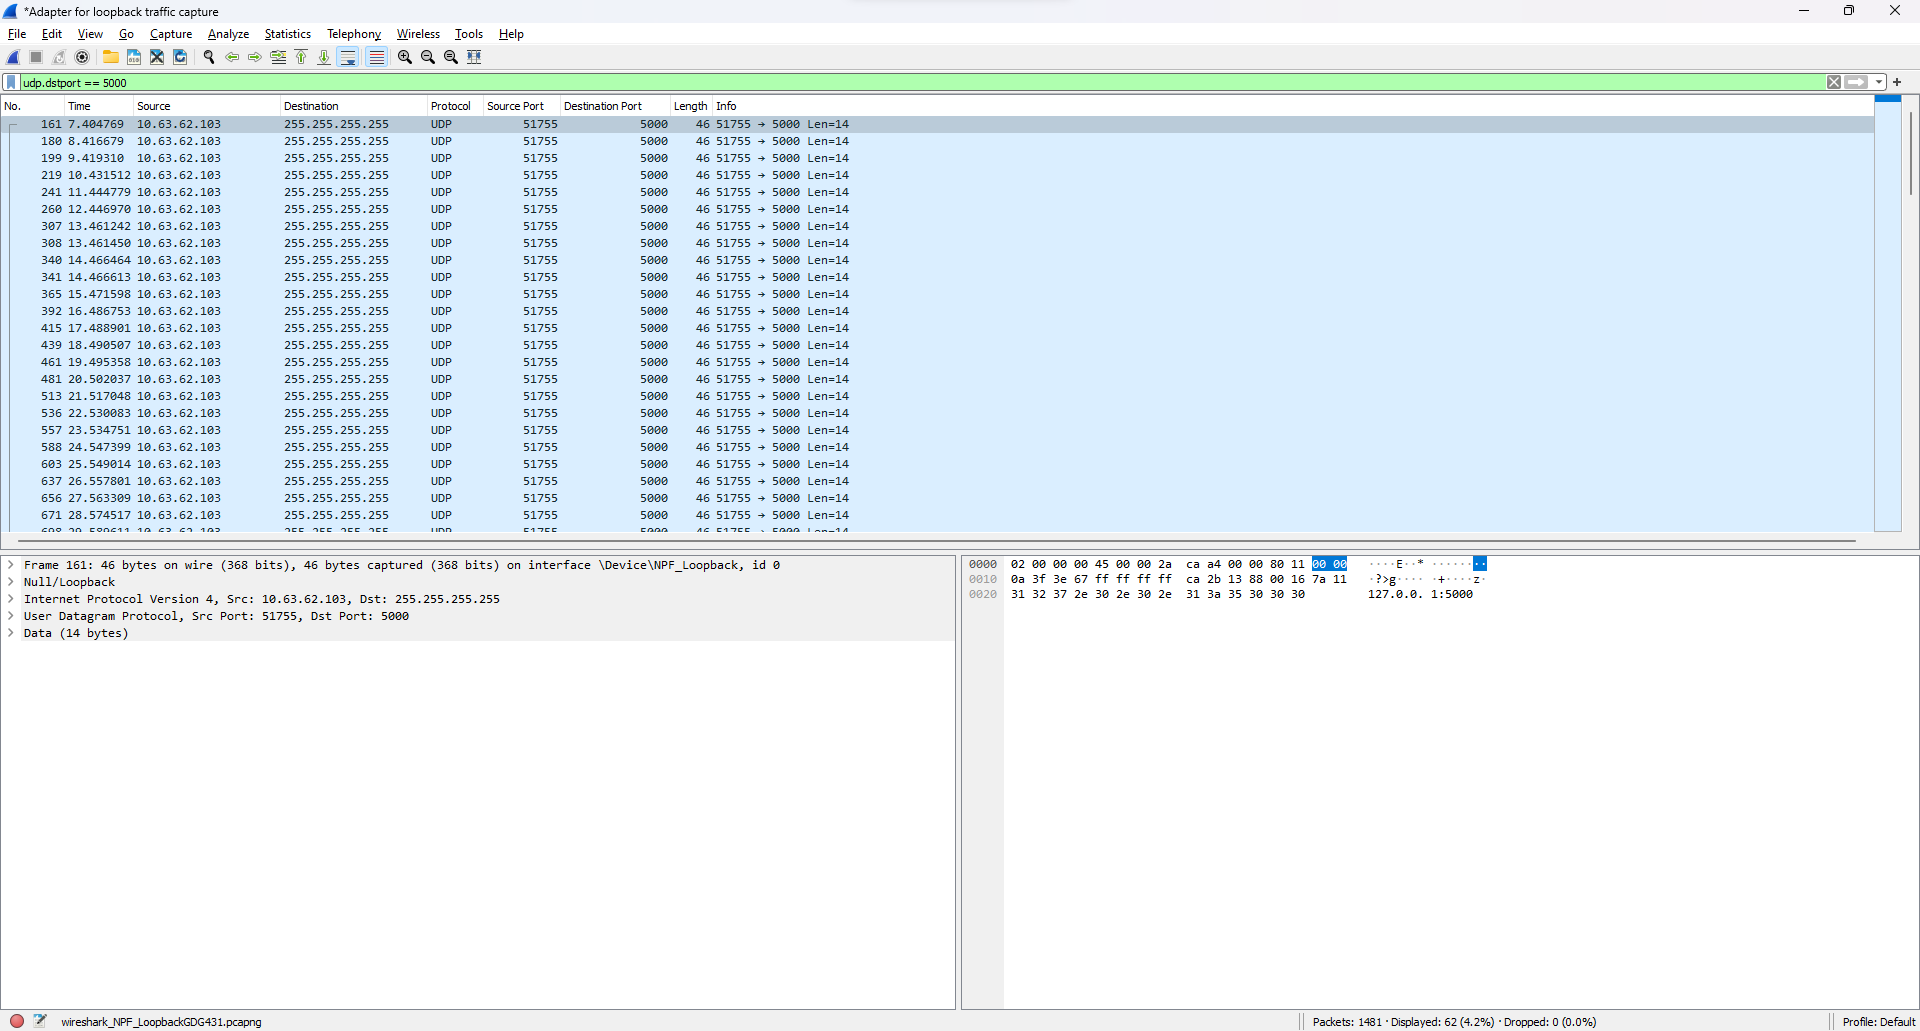 *Adapter for loopback traffic capture
File Edit View Go Capture Analyze Statistics Telephony Wireless Tools Help
udp.dstport == 5000
No. Time Source Destination Protocol Source Port Destination Port Length Info
161 7.404769 10.63.62.103 255.255.255.255 UDP 51755 5000 46 51755 → 5000 Len=14
180 8.416679 10.63.62.103 255.255.255.255 UDP 51755 5000 46 51755 → 5000 Len=14
199 9.419310 10.63.62.103 255.255.255.255 UDP 51755 5000 46 51755 → 5000 Len=14
219 10.431512 10.63.62.103 255.255.255.255 UDP 51755 5000 46 51755 → 5000 Len=14
241 11.444779 10.63.62.103 255.255.255.255 UDP 51755 5000 46 51755 → 5000 Len=14
260 12.446970 10.63.62.103 255.255.255.255 UDP 51755 5000 46 51755 → 5000 Len=14
307 13.461242 10.63.62.103 255.255.255.255 UDP 51755 5000 46 51755 → 5000 Len=14
308 13.461450 10.63.62.103 255.255.255.255 UDP 51755 5000 46 51755 → 5000 Len=14
340 14.466464 10.63.62.103 255.255.255.255 UDP 51755 5000 46 51755 → 5000 Len=14
341 14.466613 10.63.62.103 255.255.255.255 UDP 51755 5000 46 51755 → 5000 Len=14
365 15.471598 10.63.62.103 255.255.255.255 UDP 51755 5000 46 51755 → 5000 Len=14
392 16.486753 10.63.62.103 255.255.255.255 UDP 51755 5000 46 51755 → 5000 Len=14
415 17.488901 10.63.62.103 255.255.255.255 UDP 51755 5000 46 51755 → 5000 Len=14
439 18.490507 10.63.62.103 255.255.255.255 UDP 51755 5000 46 51755 → 5000 Len=14
461 19.495358 10.63.62.103 255.255.255.255 UDP 51755 5000 46 51755 → 5000 Len=14
481 20.502037 10.63.62.103 255.255.255.255 UDP 51755 5000 46 51755 → 5000 Len=14
513 21.517048 10.63.62.103 255.255.255.255 UDP 51755 5000 46 51755 → 5000 Len=14
536 22.530083 10.63.62.103 255.255.255.255 UDP 51755 5000 46 51755 → 5000 Len=14
557 23.534751 10.63.62.103 255.255.255.255 UDP 51755 5000 46 51755 → 5000 Len=14
588 24.547399 10.63.62.103 255.255.255.255 UDP 51755 5000 46 51755 → 5000 Len=14
603 25.549014 10.63.62.103 255.255.255.255 UDP 51755 5000 46 51755 → 5000 Len=14
637 26.557801 10.63.62.103 255.255.255.255 UDP 51755 5000 46 51755 → 5000 Len=14
656 27.563309 10.63.62.103 255.255.255.255 UDP 51755 5000 46 51755 → 5000 Len=14
671 28.574517 10.63.62.103 255.255.255.255 UDP 51755 5000 46 51755 → 5000 Len=14
Frame 161: 46 bytes on wire (368 bits), 46 bytes captured (368 bits) on interface \Device\NPF_Loopback, id 0
Null/Loopback
Internet Protocol Version 4, Src: 10.63.62.103, Dst: 255.255.255.255
User Datagram Protocol, Src Port: 51755, Dst Port: 5000
Data (14 bytes)
0000 02 00 00 00 45 00 00 2a ca a4 00 00 80 11 00 00 ····E··* ········
0010 0a 3f 3e 67 ff ff ff ff ca 2b 13 88 00 16 7a 11 ·?>g···· ·+····z·
0020 31 32 37 2e 30 2e 30 2e 31 3a 35 30 30 30 127.0.0. 1:5000
wireshark_NPF_LoopbackGDG431.pcapng
Packets: 1481 · Displayed: 62 (4.2%) · Dropped: 0 (0.0%)
Profile: Default